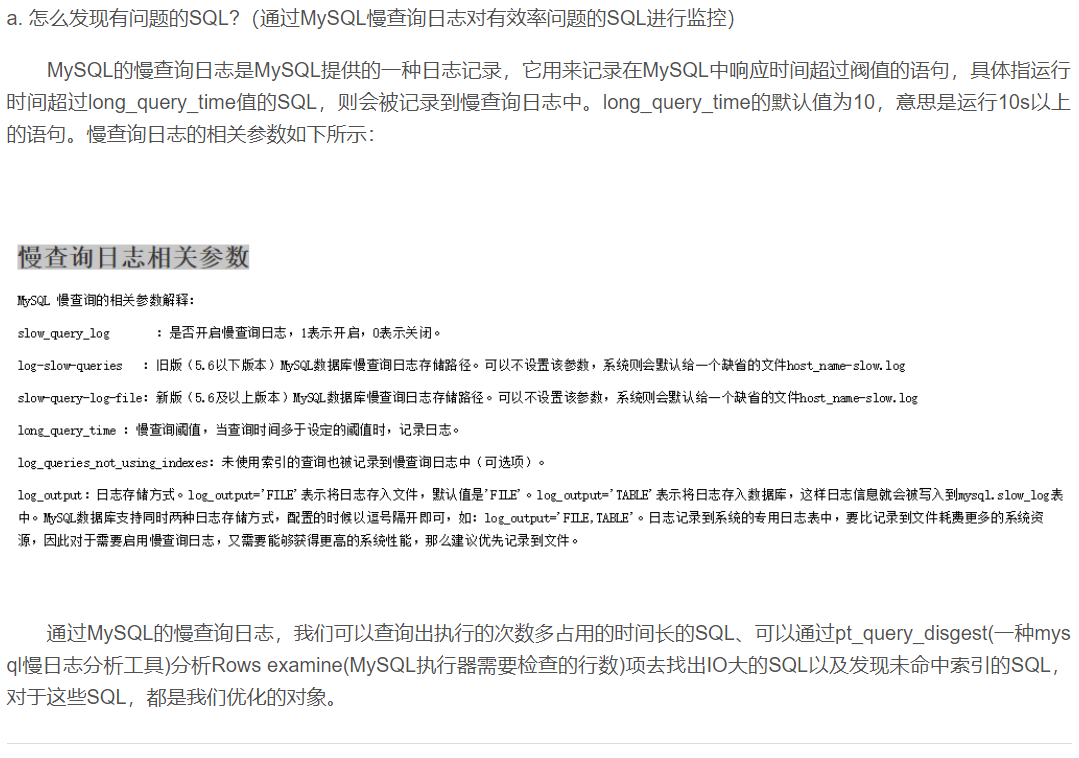 a. 怎么发现有问题的SQL？(通过MySQL慢查询日志对有效率问题的SQL进行监控)
MySQL的慢查询日志是MySQL提供的一种日志记录，它用来记录在MySQL中响应时间超过阀值的语句，具体指运行
时间超过long_query_time值的SQL，则会被记录到慢查询日志中。long_query_time的默认值为10，意思是运行10s以上
的语句。慢查询日志的相关参数如下所示：
慢查询日志相关参数
MySQL 慢查询的相关参数解释：
slow_query_log ：是否开启慢查询日志，1表示开启，0表示关闭。
log-slow-queries ：旧版（5.6以下版本）MySQL数据库慢查询日志存储路径。可以不设置该参数，系统则会默认给一个缺省的文件host_name-slow.log
slow-query-log-file：新版（5.6及以上版本）MySQL数据库慢查询日志存储路径。可以不设置该参数，系统则会默认给一个缺省的文件host_name-slow.log
long_query_time ：慢查询阈值，当查询时间多于设定的阈值时，记录日志。
log_queries_not_using_indexes：未使用索引的查询也被记录到慢查询日志中（可选项）。
log_output：日志存储方式。log_output='FILE'表示将日志存入文件，默认值是'FILE'。log_output='TABLE'表示将日志存入数据库，这样日志信息就会被写入到mysql.slow_log表
中。MySQL数据库支持同时两种日志存储方式，配置的时候以逗号隔开即可，如：log_output='FILE,TABLE'。日志记录到系统的专用日志表中，要比记录到文件耗费更多的系统资
源，因此对于需要启用慢查询日志，又需要能够获得更高的系统性能，那么建议优先记录到文件。
通过MySQL的慢查询日志，我们可以查询出执行的次数多占用的时间长的SQL、可以通过pt_query_disgest(一种mys
ql慢日志分析工具)分析Rows examine(MySQL执行器需要检查的行数)项去找出IO大的SQL以及发现未命中索引的SQL，
对于这些SQL，都是我们优化的对象。